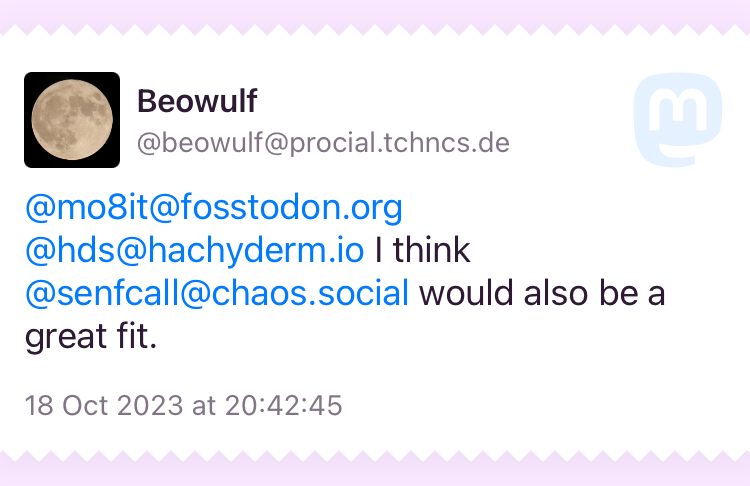 Beowulf
@beowulf@procial.tchncs.de
@mo8it@fosstodon.org
@hds@hachyderm.io I think
@senfcall@chaos.social would also be a
great fit.
18 Oct 2023 at 20:42:45